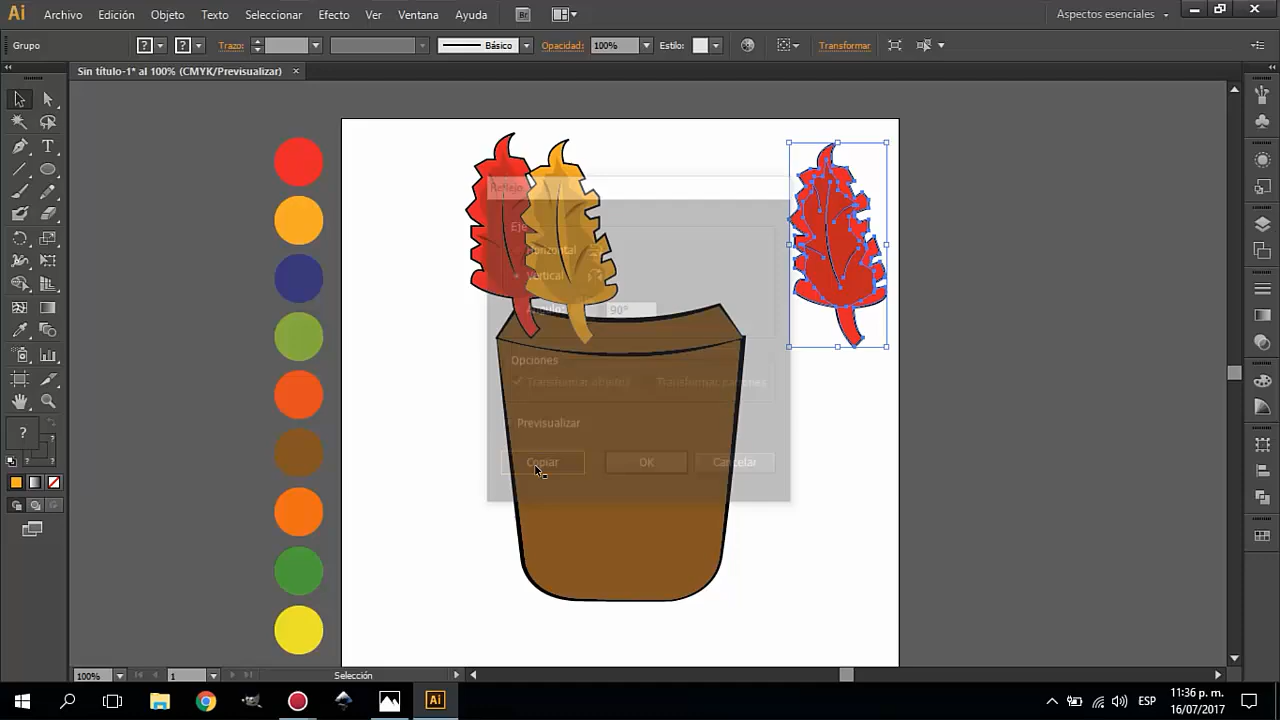 Ai Archivo Edición Objeto Texto Seleccionar Efecto Ver Ventana Ayuda Br Aspectos esenciales
Grupo ? ? Trazo: Básico Opacidad: 100% Estilo: Transformar
Sin título-1* al 100% (CMYK/Previsualizar) ×
Reflejo
Eje
Horizontal
Vertical
Ángulo: 90°
Opciones
Transformar objetos Transformar patrones
Previsualizar
Copiar OK Cancelar
?
100% 1 Selección
Ai ESP 11:36 p. m.
16/07/2017